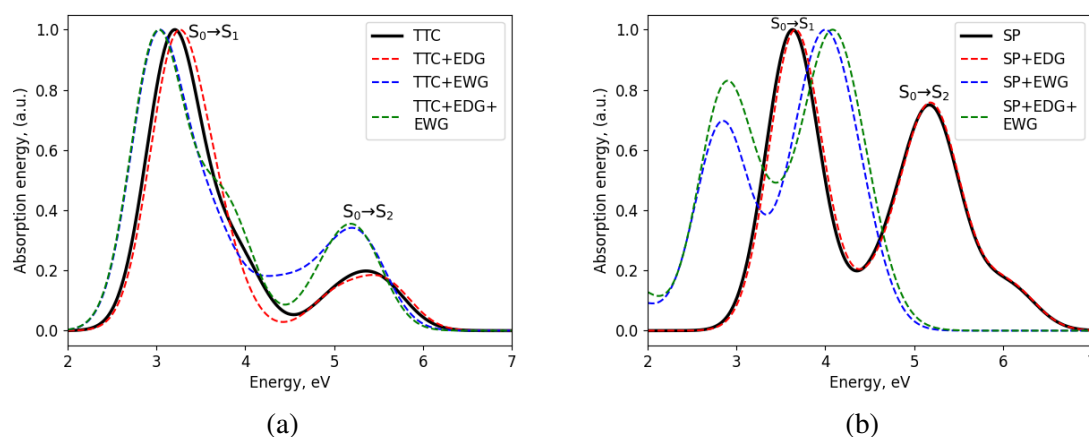 Absorption energy, (a.u.)
1.0
0.8
0.6
0.4
0.2
0.0
S₀→S₁
S₀→S₂
TTC
TTC+EDG
TTC+EWG
TTC+EDG+
EWG
2 3 4 5 6 7
Energy, eV
(a)
Absorption energy, (a.u.)
1.0
0.8
0.6
0.4
0.2
0.0
S₀→S₁
S₀→S₂
SP
SP+EDG
SP+EWG
SP+EDG+
EWG
2 3 4 5 6 7
Energy, eV
(b)